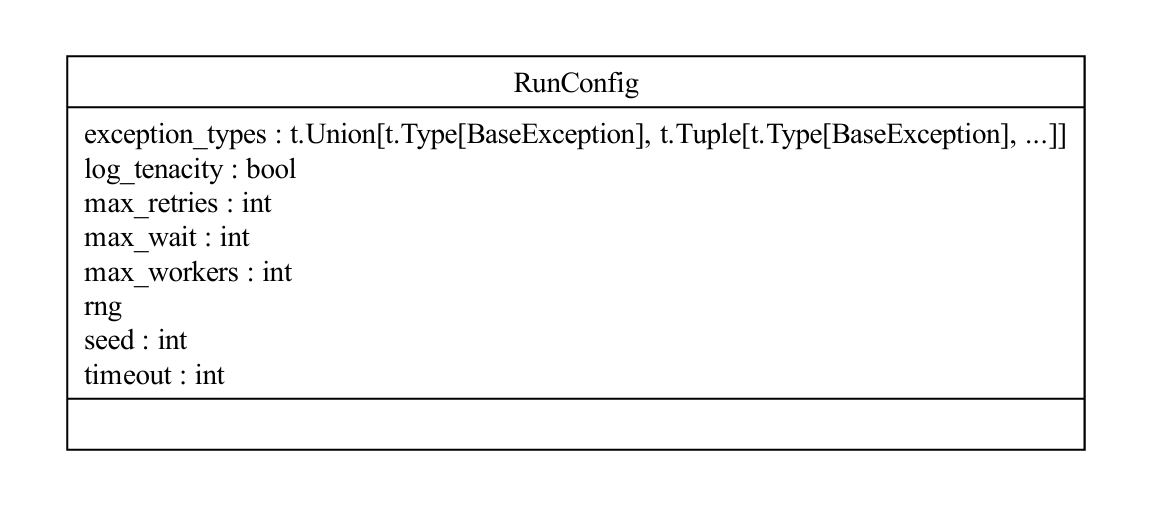 RunConfig
exception_types : t.Union[t.Type[BaseException], t.Tuple[t.Type[BaseException], ...]]
log_tenacity : bool
max_retries : int
max_wait : int
max_workers : int
rng
seed : int
timeout : int